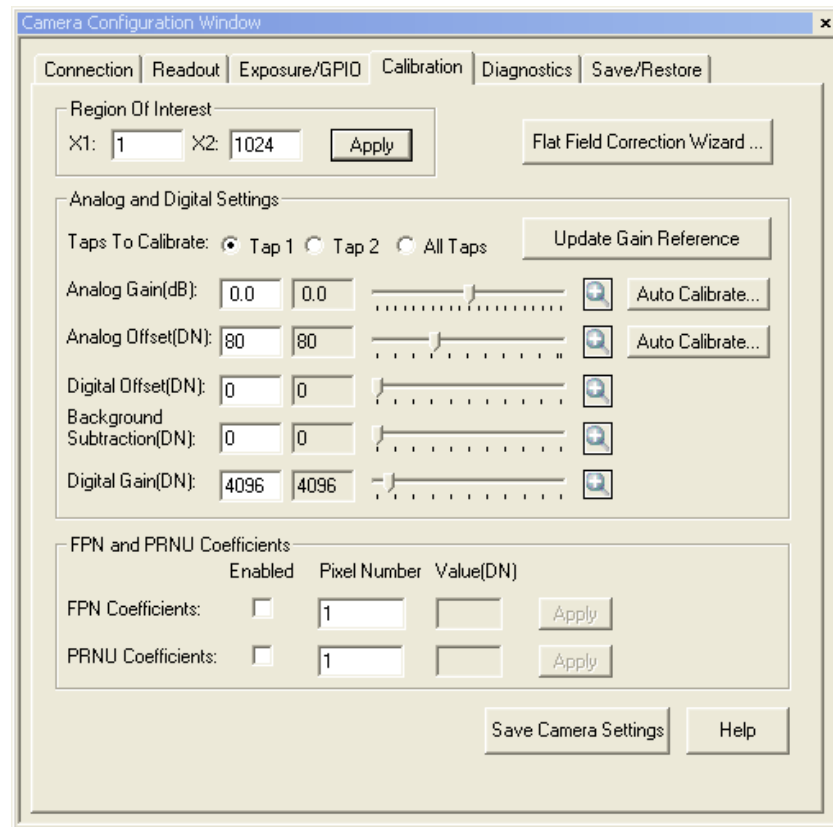 Camera Configuration Window x
Connection Readout Exposure/GPIO Calibration Diagnostics Save/Restore
Region Of Interest
X1: 1 X2: 1024 Apply Flat Field Correction Wizard ...
Analog and Digital Settings
Taps To Calibrate: Tap 1 Tap 2 All Taps Update Gain Reference
Analog Gain(dB): 0.0 0.0 Auto Calibrate...
Analog Offset(DN): 80 80 Auto Calibrate...
Digital Offset(DN): 0 0
Background
Subtraction(DN): 0 0
Digital Gain(DN): 4096 4096
FPN and PRNU Coefficients
Enabled Pixel Number Value(DN)
FPN Coefficients: 1 Apply
PRNU Coefficients: 1 Apply
Save Camera Settings Help